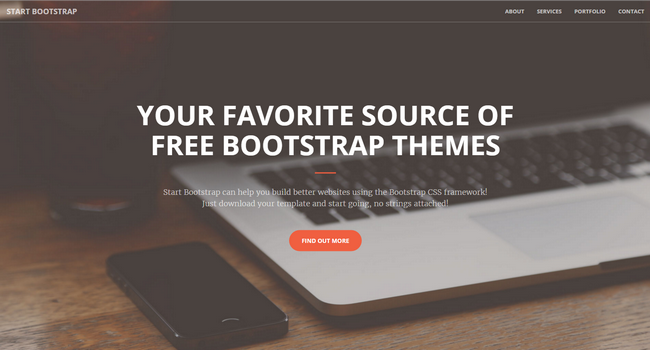 START BOOTSTRAP
ABOUT SERVICES PORTFOLIO CONTACT
YOUR FAVORITE SOURCE OF
FREE BOOTSTRAP THEMES
Start Bootstrap can help you build better websites using the Bootstrap CSS framework!
Just download your template and start going, no strings attached!
FIND OUT MORE